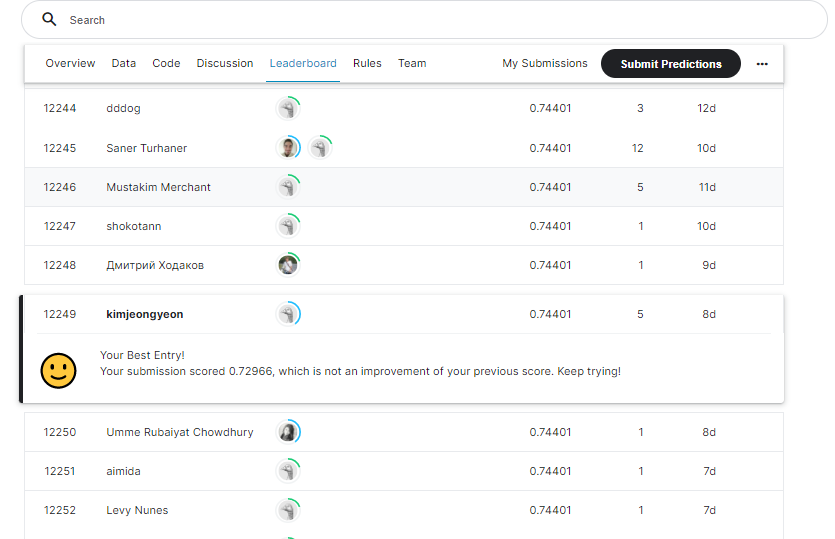 Search
Overview Data Code Discussion Leaderboard Rules Team My Submissions Submit Predictions
12244 dddog 0.74401 3 12d
12245 Saner Turhaner 0.74401 12 10d
12246 Mustakim Merchant 0.74401 5 11d
12247 shokotann 0.74401 1 10d
12248 Дмитрий Ходаков 0.74401 1 9d
12249 kimjeongyeon 0.74401 5 8d
Your Best Entry!
Your submission scored 0.72966, which is not an improvement of your previous score. Keep trying!
12250 Umme Rubaiyat Chowdhury 0.74401 1 8d
12251 aimida 0.74401 1 7d
12252 Levy Nunes 0.74401 1 7d